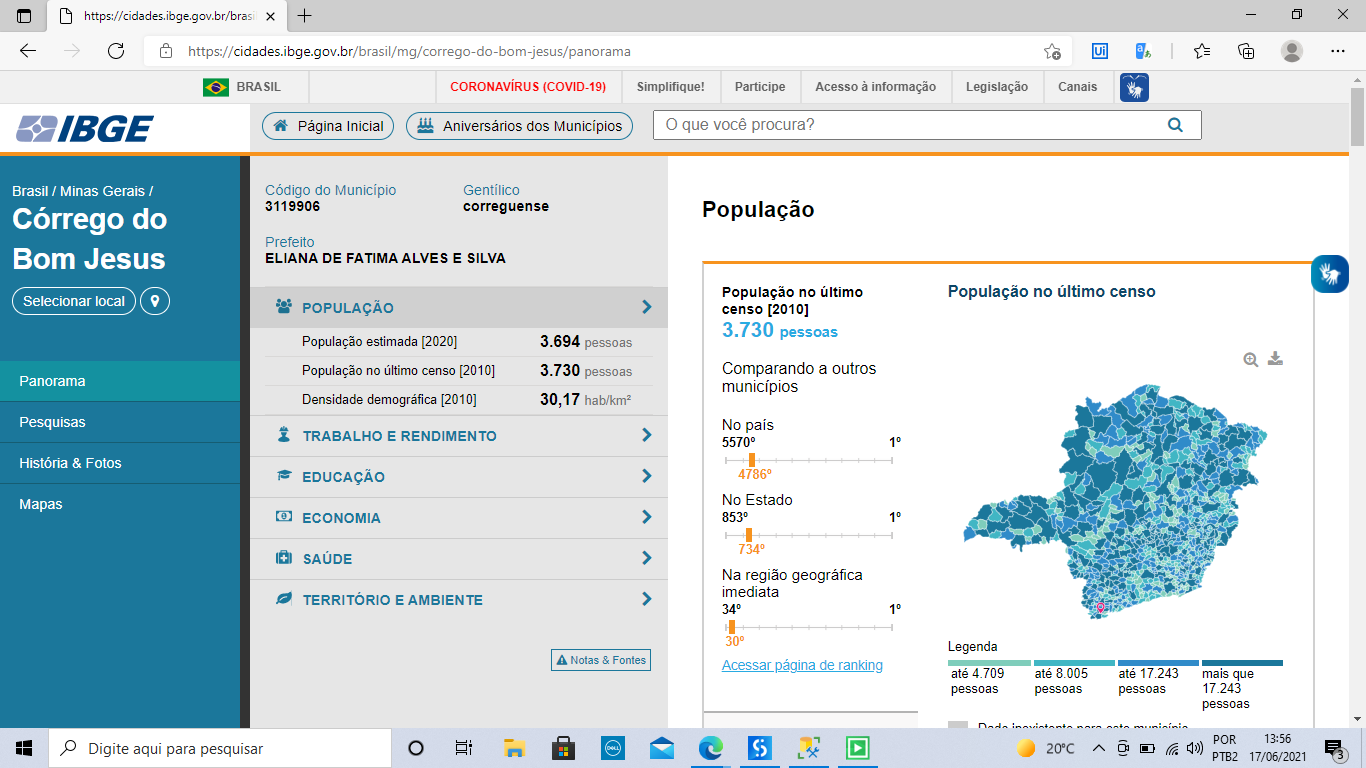 https://cidades.ibge.gov.br/brasi
https://cidades.ibge.gov.br/brasil/mg/corrego-do-bom-jesus/panorama
BRASIL
CORONAVÍRUS (COVID-19)
Simplifique!
Participe
Acesso à informação
Legislação
Canais
IBGE
Página Inicial
Aniversários dos Municípios
O que você procura?
Brasil / Minas Gerais /
Córrego do
Bom Jesus
Selecionar local
Panorama
Pesquisas
História & Fotos
Mapas
Código do Município
3119906
Gentílico
correguense
Prefeito
ELIANA DE FATIMA ALVES E SILVA
POPULAÇÃO
População estimada [2020] 3.694 pessoas
População no último censo [2010] 3.730 pessoas
Densidade demográfica [2010] 30,17 hab/km²
TRABALHO E RENDIMENTO
EDUCAÇÃO
ECONOMIA
SAÚDE
TERRITÓRIO E AMBIENTE
Notas & Fontes
População
População no último
censo [2010]
3.730 pessoas
Comparando a outros
municípios
No país
5570º 1º
4786º
No Estado
853º 1º
734º
Na região geográfica
imediata
34º 1º
30º
Acessar página de ranking
População no último censo
Legenda
até 4.709
pessoas
até 8.005
pessoas
até 17.243
pessoas
mais que
17.243
pessoas
Dado inexistente para este município
Digite aqui para pesquisar
DELL
20°C
POR
PTB2
13:56
17/06/2021
3